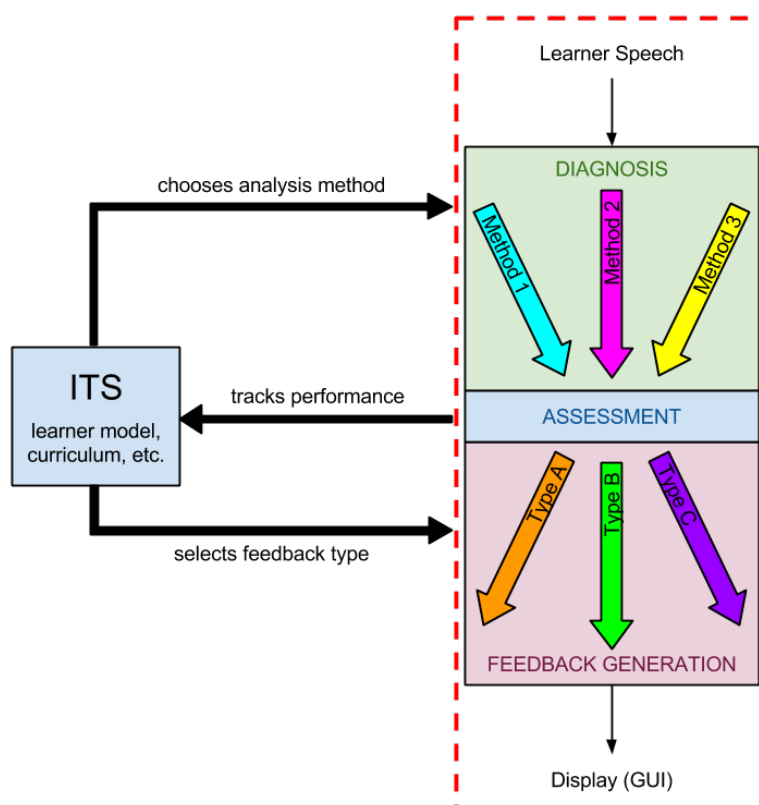 Learner Speech
DIAGNOSIS
chooses analysis method
Method 1
Method 2
Method 3
ITS
learner model,
curriculum, etc.
tracks performance
ASSESSMENT
Type A
Type B
Type C
selects feedback type
FEEDBACK GENERATION
Display (GUI)